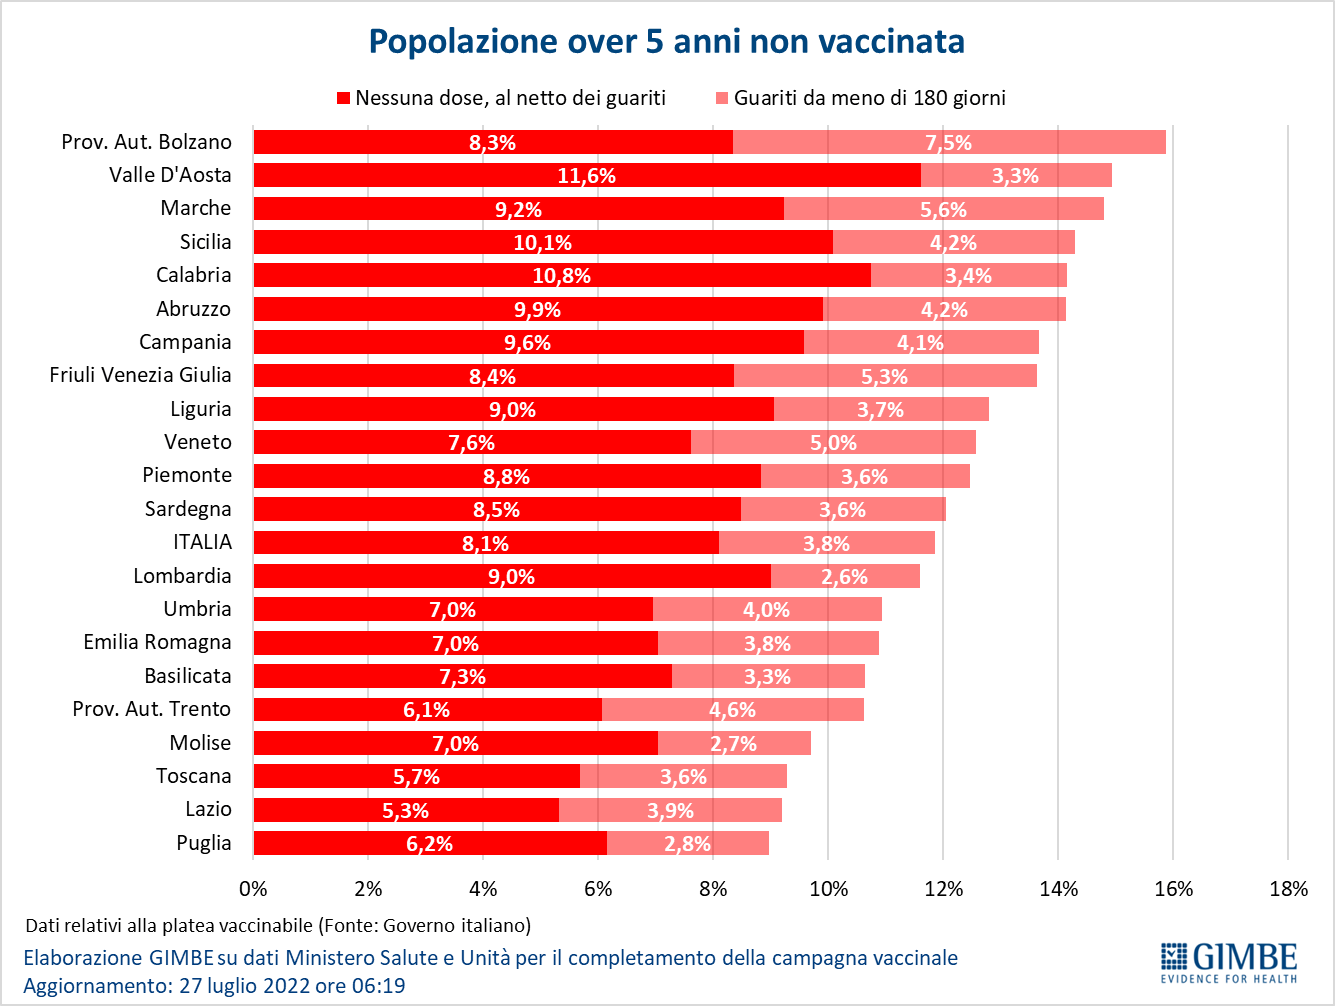 Popolazione over 5 anni non vaccinata
Nessuna dose, al netto dei guariti Guariti da meno di 180 giorni
Prov. Aut. Bolzano 8,3% 7,5%
Valle D'Aosta 11,6% 3,3%
Marche 9,2% 5,6%
Sicilia 10,1% 4,2%
Calabria 10,8% 3,4%
Abruzzo 9,9% 4,2%
Campania 9,6% 4,1%
Friuli Venezia Giulia 8,4% 5,3%
Liguria 9,0% 3,7%
Veneto 7,6% 5,0%
Piemonte 8,8% 3,6%
Sardegna 8,5% 3,6%
ITALIA 8,1% 3,8%
Lombardia 9,0% 2,6%
Umbria 7,0% 4,0%
Emilia Romagna 7,0% 3,8%
Basilicata 7,3% 3,3%
Prov. Aut. Trento 6,1% 4,6%
Molise 7,0% 2,7%
Toscana 5,7% 3,6%
Lazio 5,3% 3,9%
Puglia 6,2% 2,8%
0% 2% 4% 6% 8% 10% 12% 14% 16% 18%
Dati relativi alla platea vaccinabile (Fonte: Governo italiano)
Elaborazione GIMBE su dati Ministero Salute e Unità per il completamento della campagna vaccinale
Aggiornamento: 27 luglio 2022 ore 06:19
GIMBE
EVIDENCE FOR HEALTH